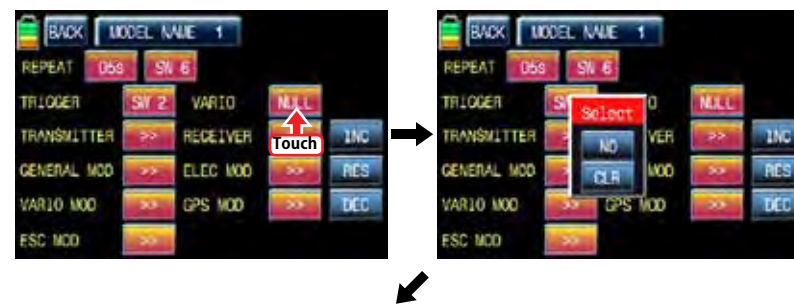 BACK MODEL NAME 1
REPEAT 05s SW 6
TRIGGER SW 2 VARIO NULL
TRANSMITTER >> RECEIVER Touch INC
GENERAL MOD >> ELEC MOD >> RES
VARIO MOD >> GPS MOD >> DEC
ESC MOD >>
BACK MODEL NAME 1
REPEAT 05s SW 6
TRIGGER NULL
Select
TRANSMITTER VER >> INC
NO
GENERAL MOD MOD >> RES
CLR
VARIO MOD >> GPS MOD >> DEC
ESC MOD >>